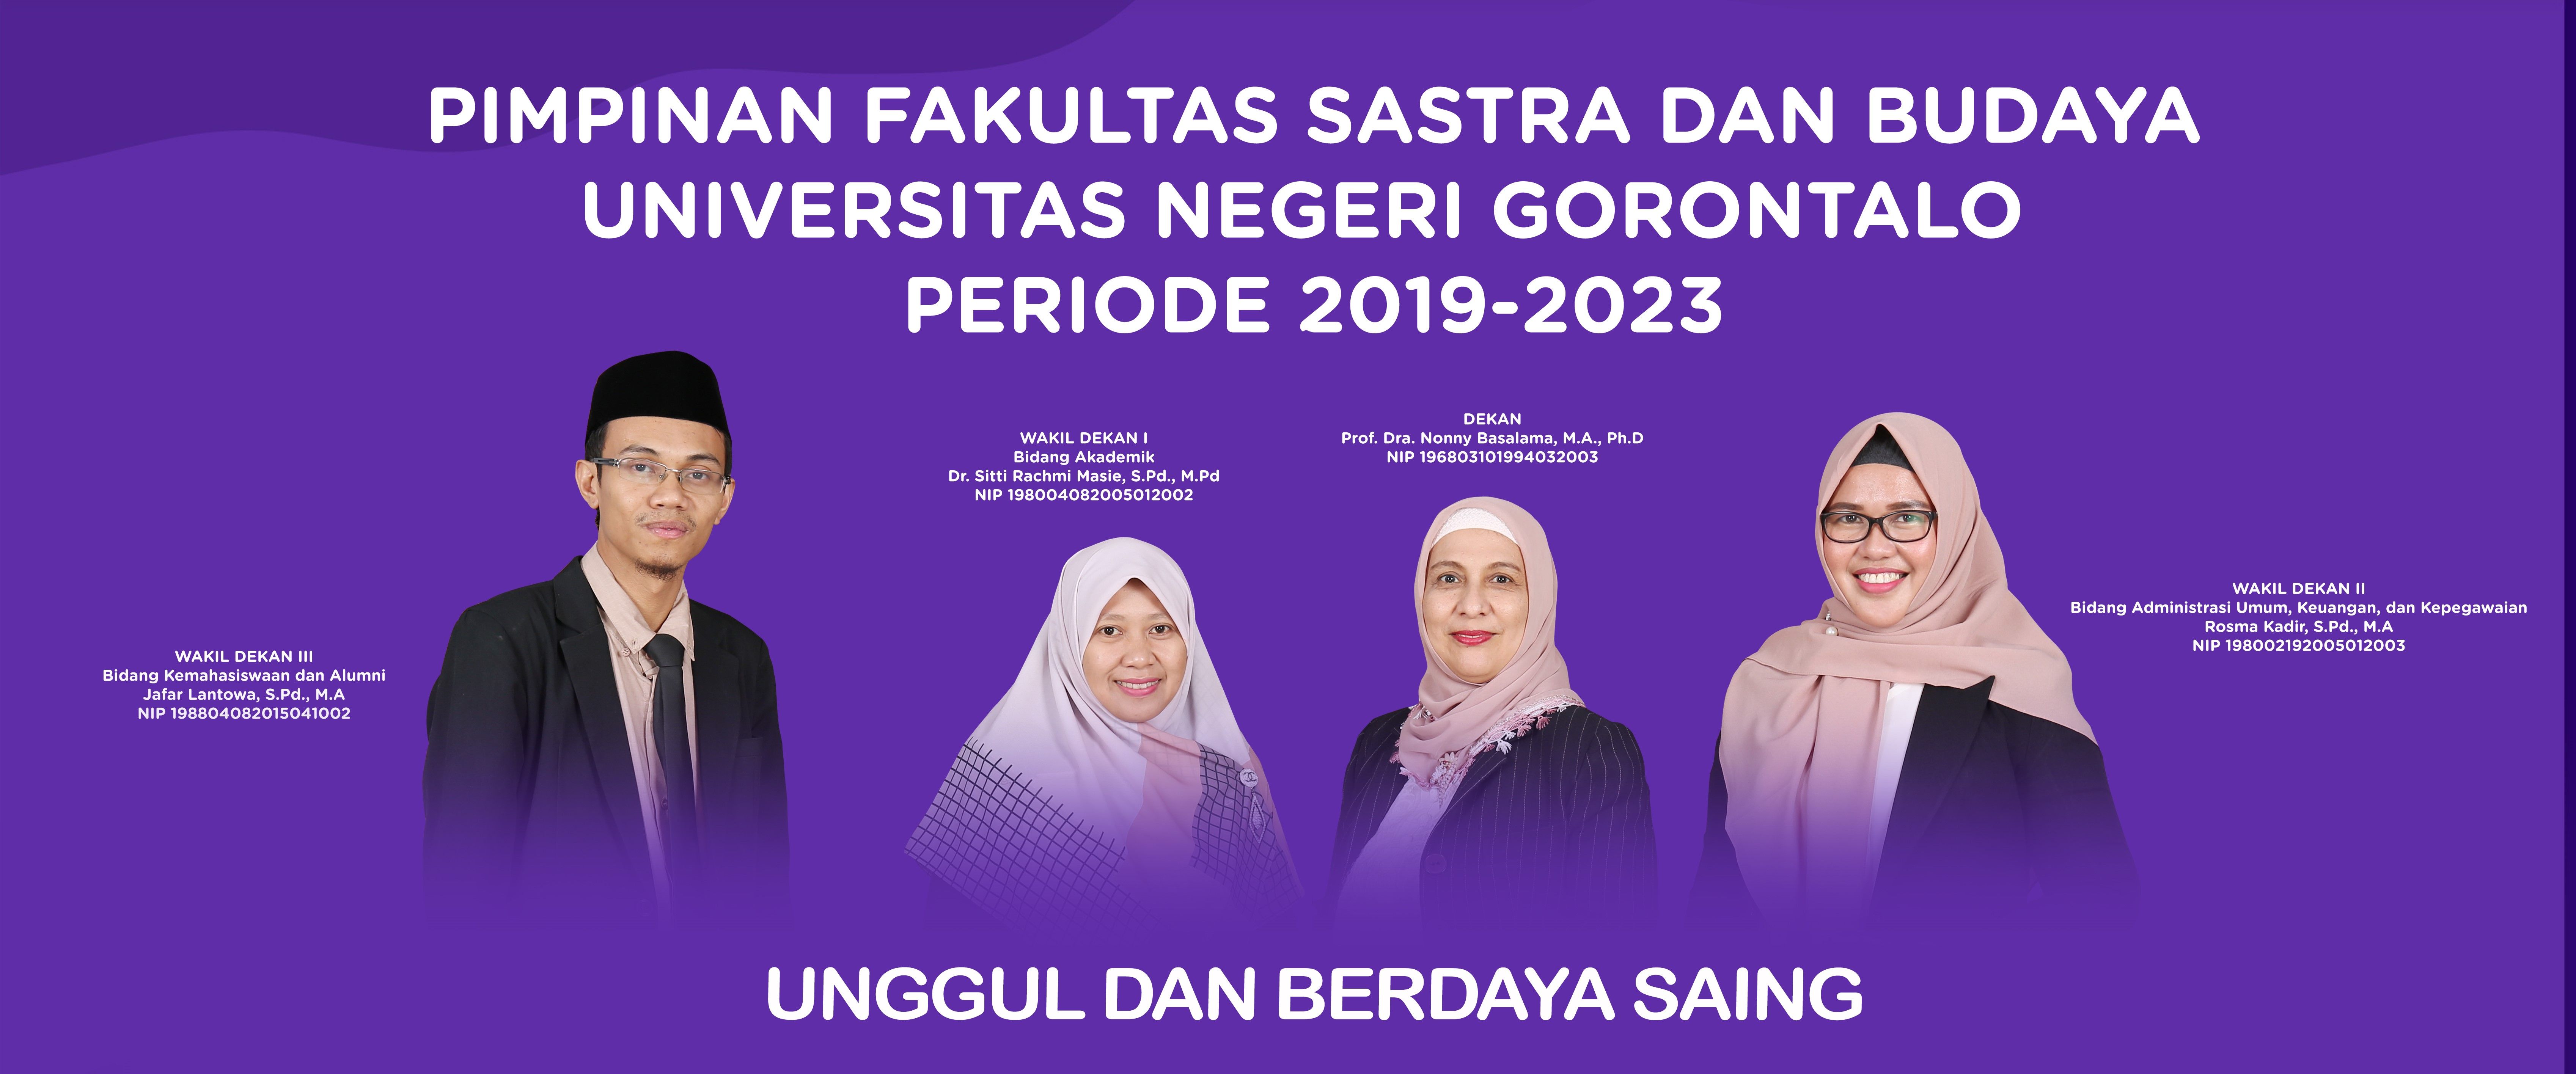 PIMPINAN FAKULTAS SASTRA DAN BUDAYA
UNIVERSITAS NEGERI GORONTALO
PERIODE 2019-2023
WAKIL DEKAN III
Bidang Kemahasiswaan dan Alumni
Jafar Lantowa, S.Pd., M.A
NIP 198804082015041002
WAKIL DEKAN I
Bidang Akademik
Dr. Sitti Rachmi Masie, S.Pd., M.Pd
NIP 198004082005012002
DEKAN
Prof. Dra. Nonny Basalama, M.A., Ph.D
NIP 196803101994032003
WAKIL DEKAN II
Bidang Administrasi Umum, Keuangan, dan Kepegawaian
Rosma Kadir, S.Pd., M.A
NIP 198002192005012003
UNGGUL DAN BERDAYA SAING